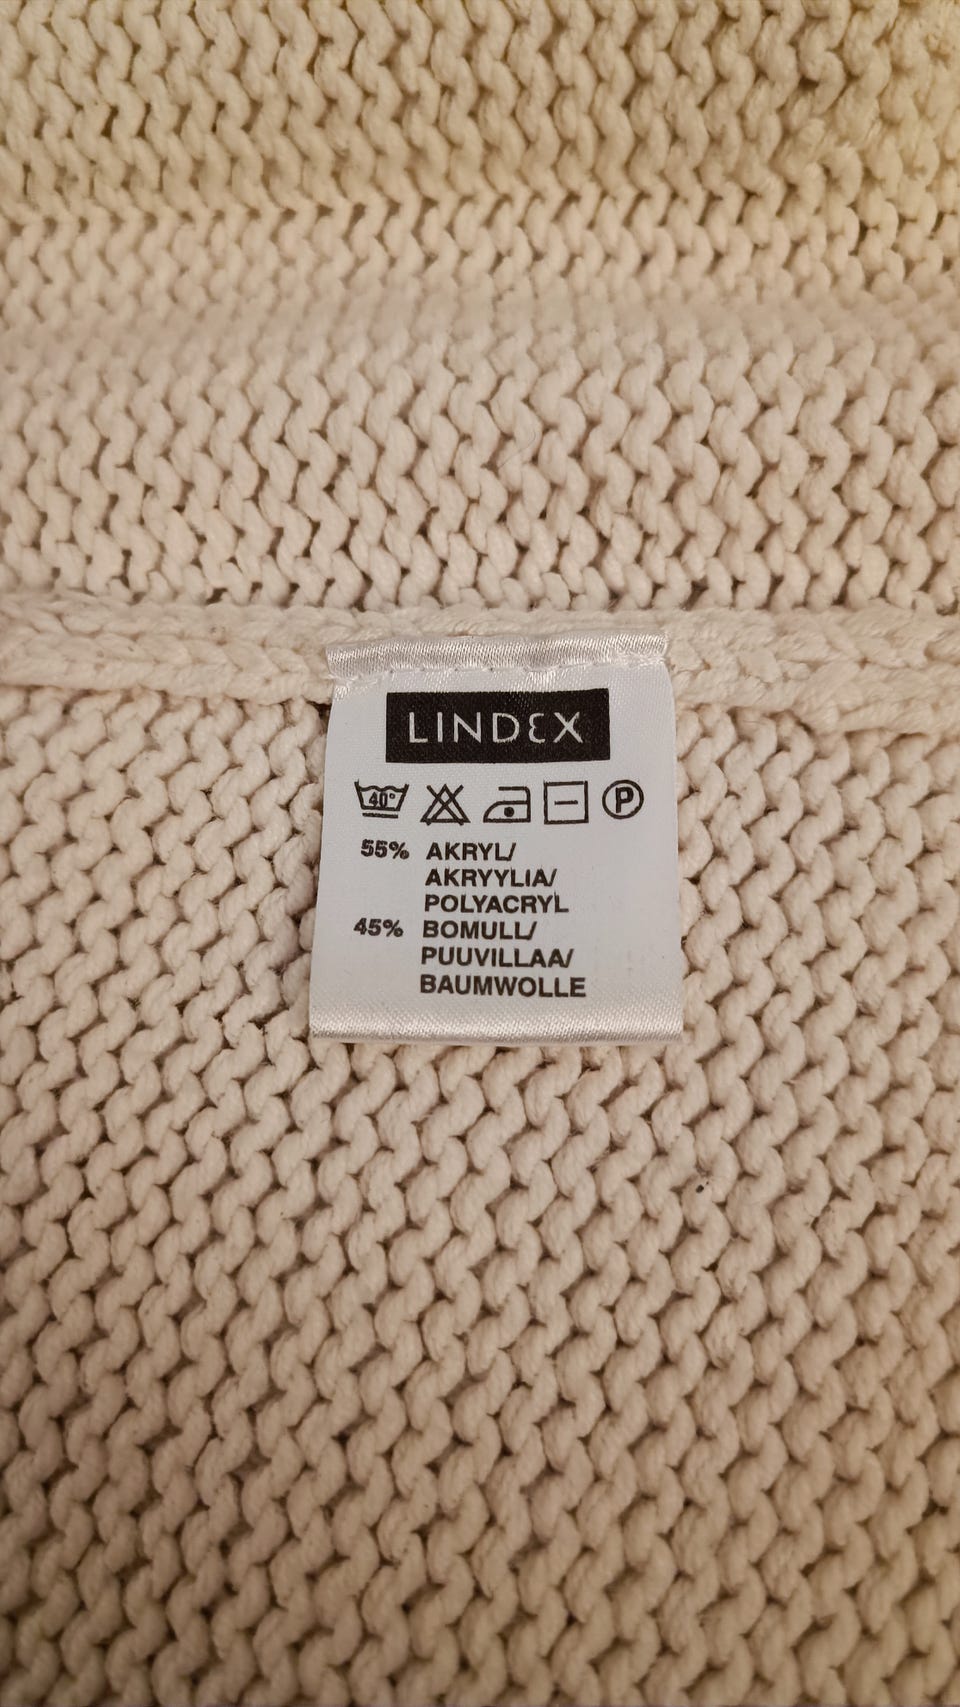 LINDEX
40° P
55% AKRYL/
AKRYYLIA/
POLYACRYL
45% BOMULL/
PUUVILLAA/
BAUMWOLLE